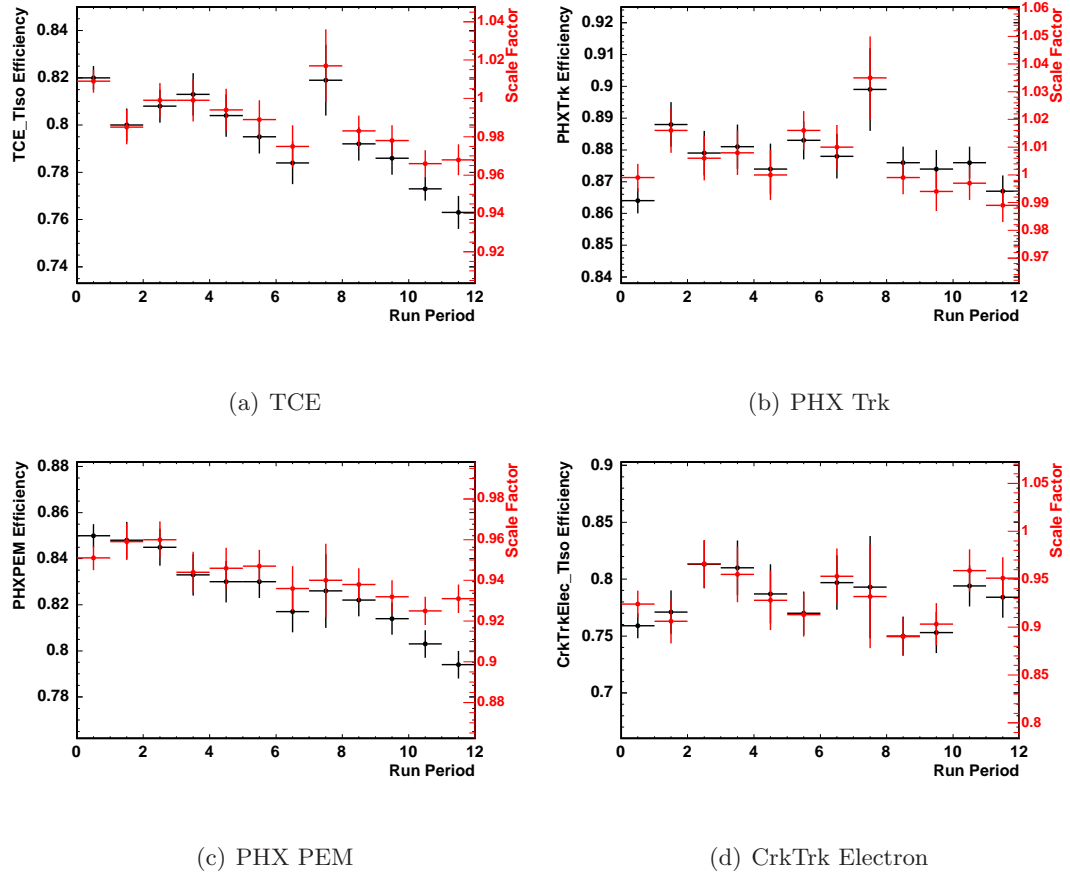 TCE_TIso Efficiency
0.84
0.82
0.8
0.78
0.76
0.74
0 2 4 6 8 10 12
Run Period
1.04
1.02
1
0.98
0.96
0.94
0.92
Scale Factor
(a) TCE
PHXTrk Efficiency
0.92
0.91
0.9
0.89
0.88
0.87
0.86
0.85
0.84
0 2 4 6 8 10 12
Run Period
1.06
1.05
1.04
1.03
1.02
1.01
1
0.99
0.98
0.97
Scale Factor
(b) PHX Trk
PHXPEM Efficiency
0.88
0.86
0.84
0.82
0.8
0.78
0 2 4 6 8 10 12
Run Period
0.98
0.96
0.94
0.92
0.9
0.88
Scale Factor
(c) PHX PEM
CrkTrkElec_TIso Efficiency
0.9
0.85
0.8
0.75
0.7
0 2 4 6 8 10 12
Run Period
1.05
1
0.95
0.9
0.85
0.8
Scale Factor
(d) CrkTrk Electron